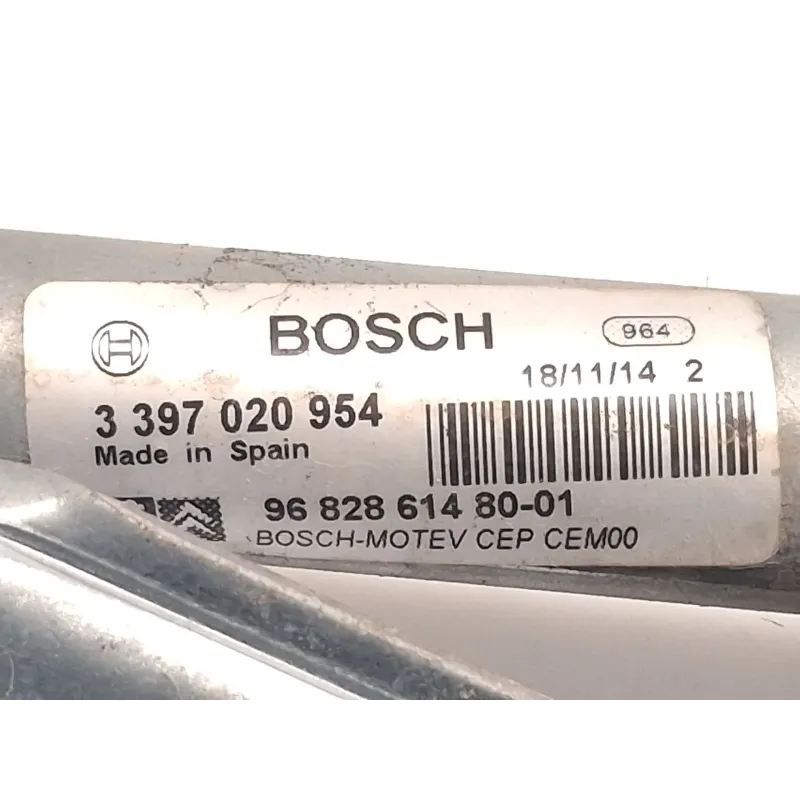 BOSCH
964
18/11/14 2
3 397 020 954
Made in Spain
96 828 614 80-01
BOSCH-MOTEV CEP CEM00